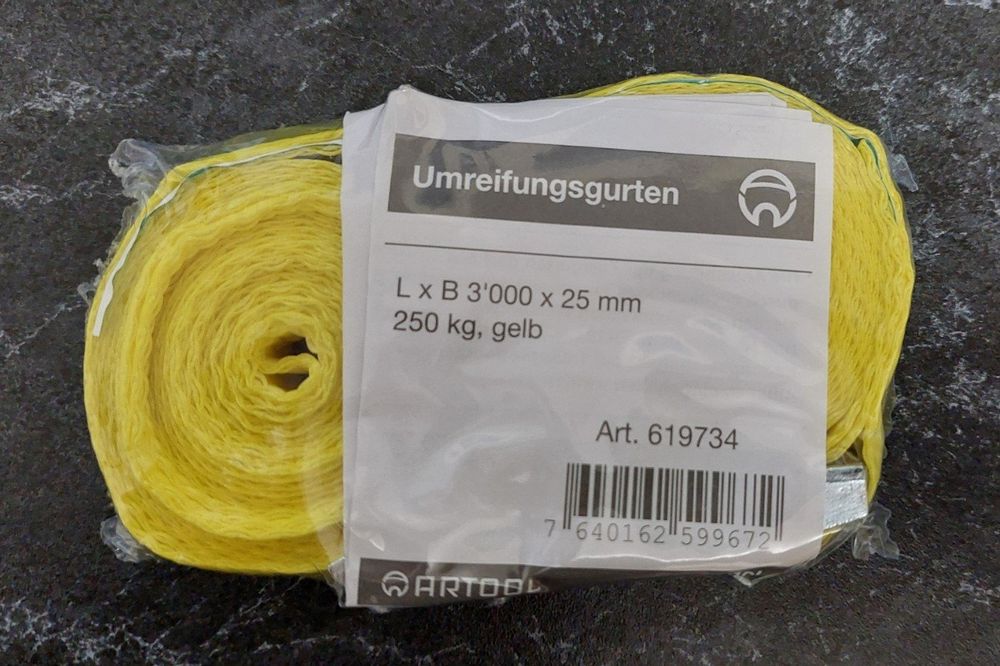 Umreifungsgurten
L x B 3'000 x 25 mm
250 kg, gelb
Art. 619734
7 640162 599672